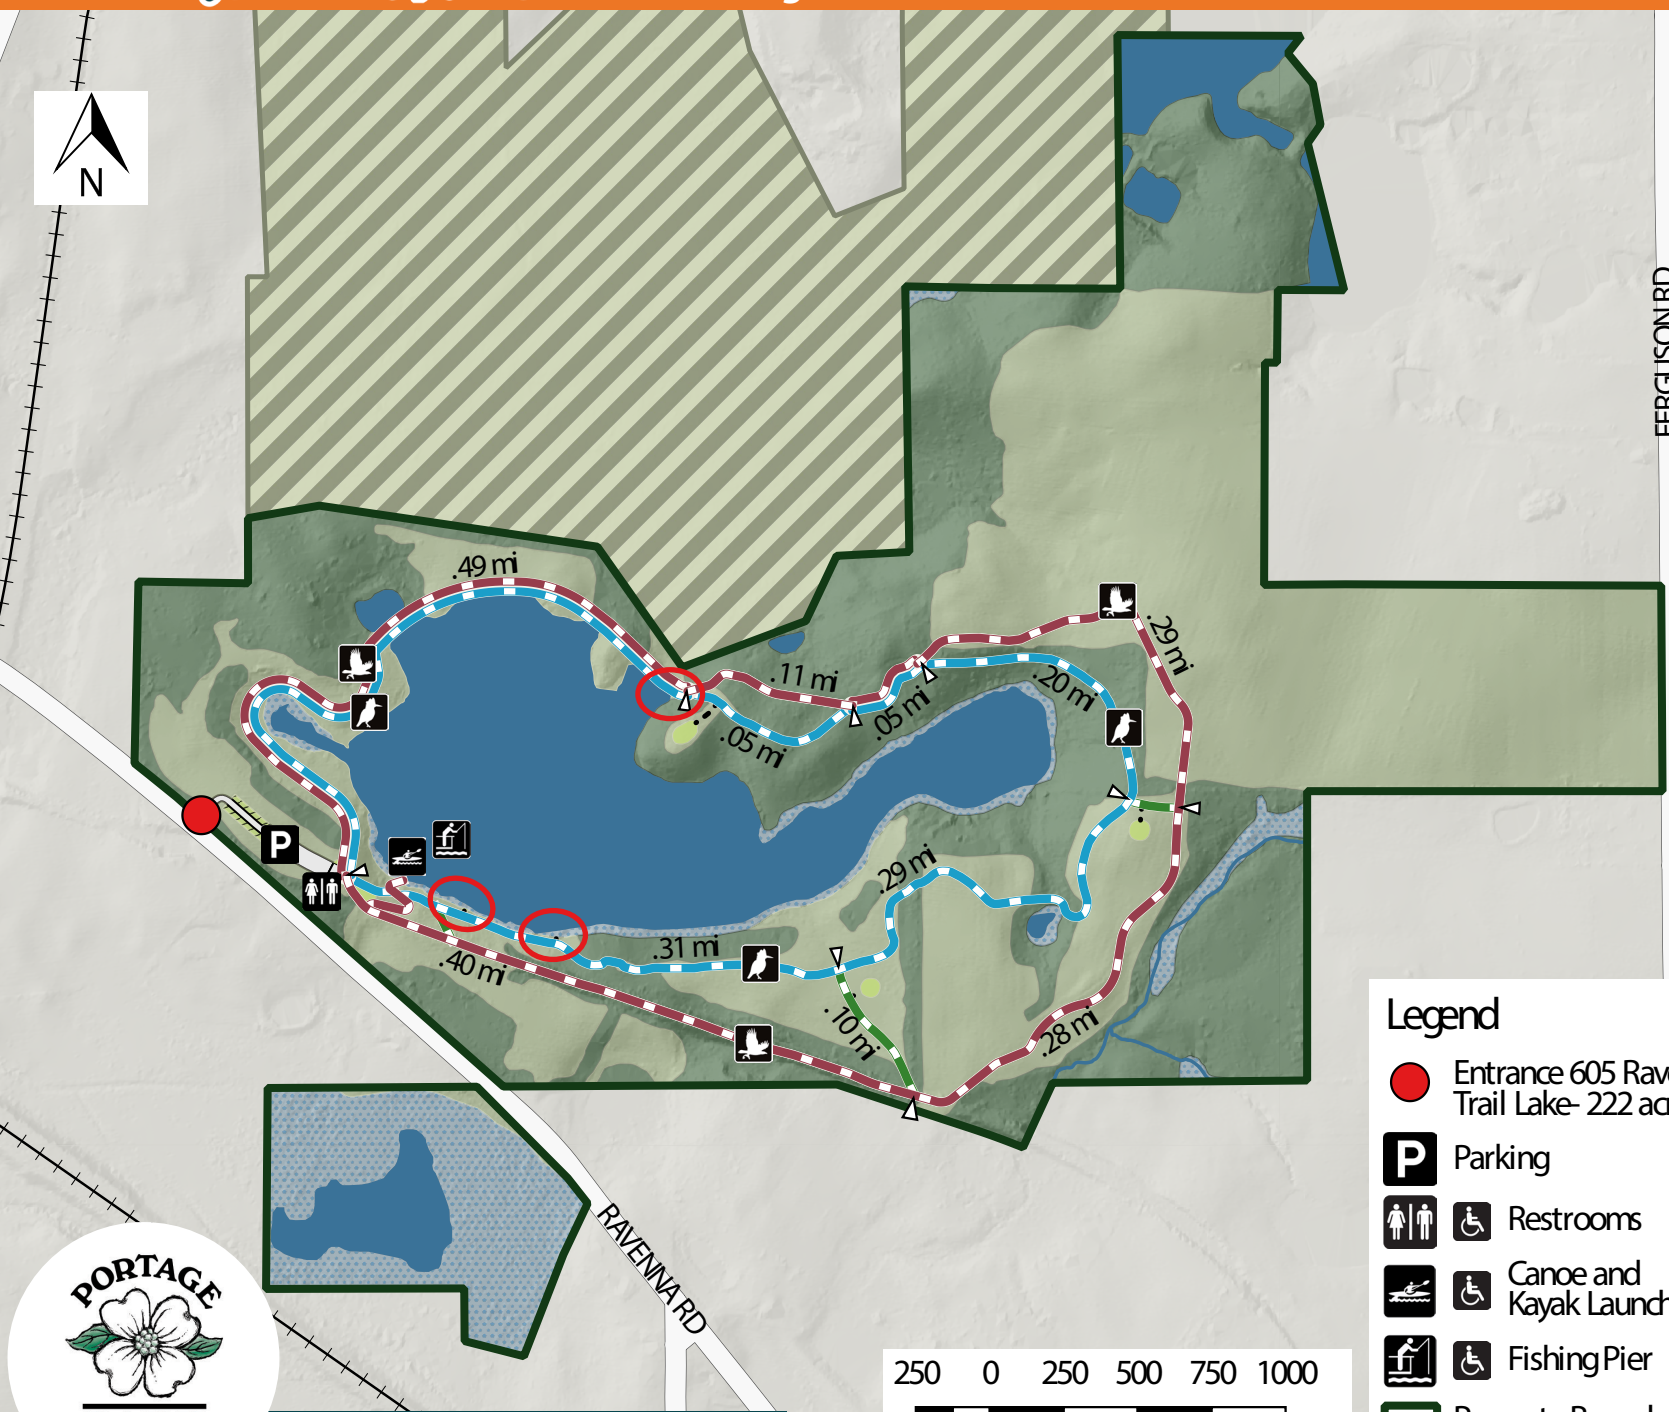 N
FERGUSON RD
.49 mi
.11 mi
.29 mi
.20 mi
.05 mi
.05 mi
P
.29 mi
.31 mi
.40 mi
.10 mi
.28 mi
RAVENNA RD
PORTAGE
250 0 250 500 750 1000
Legend
Entrance 605
Trail Lake- 222
P
Parking
Restrooms
Canoe and
Kayak Launch
Fishing Pier